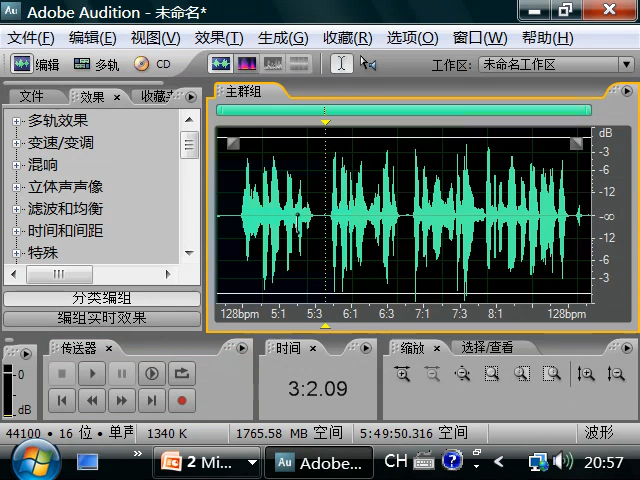 Adobe Audition - 未命名*
文件(F) 编辑(E) 视图(V) 效果(T) 生成(G) 收藏(R) 选项(O) 窗口(W) 帮助(H)
编辑 多轨 CD 工作区: 未命名工作区
文件 效果 × 收藏
主群组
多轨效果
变速/变调
混响
立体声声像
滤波和均衡
时间和间距
特殊
分类编组
编组实时效果
dB
-3
-6
-12
-∞
-12
-6
-3
128bpm 5:1 5:3 6:1 6:3 7:1 7:3 8:1 128bpm
传送器 ×
时间 ×
缩放 × 选择/查看
0
dB
3:2.09
44100 • 16 位 • 单声 1340 K 1765.58 MB 空间 5:49:50.316 空间 波形
2 Mi... Adobe... CH 20:57